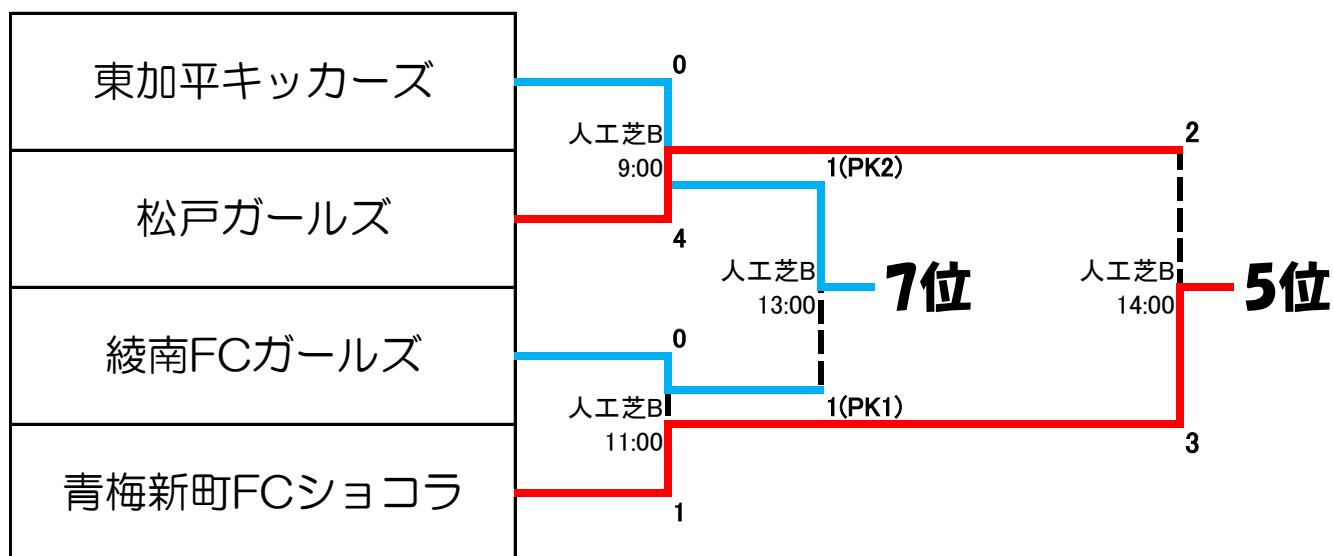 東加平キッカーズ
松戸ガールズ
綾南FCガールズ
青梅新町FCショコラ
0
人工芝B
9:00
4
0
人工芝B
11:00
1
1(PK2)
人工芝B
13:00
7位
1(PK1)
2
人工芝B
14:00
5位
3